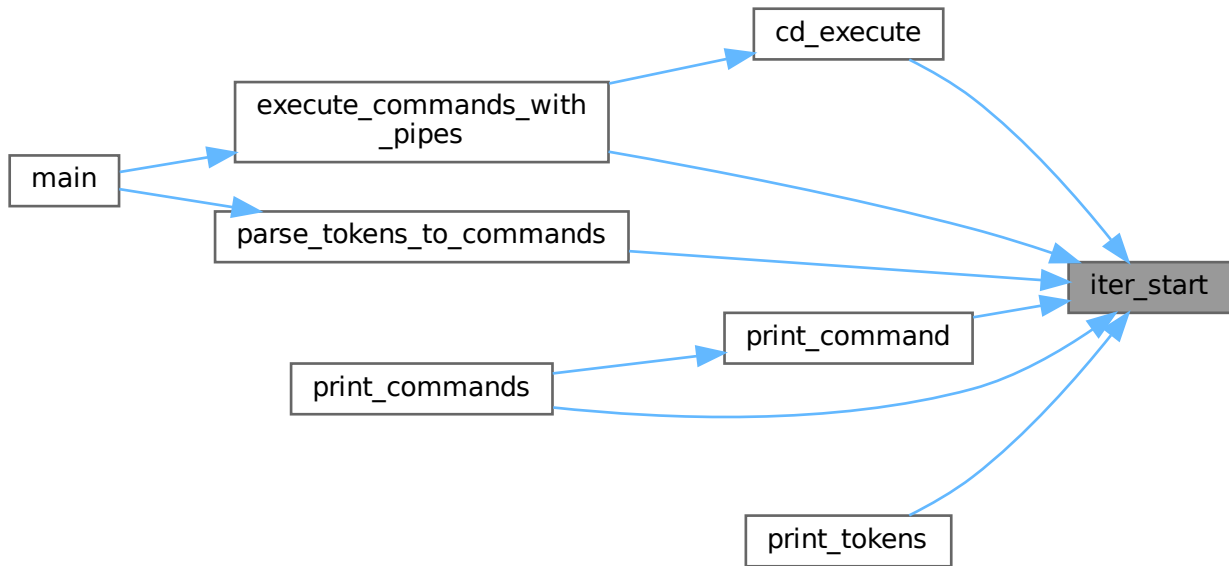 cd_execute
execute_commands_with
_pipes
main
parse_tokens_to_commands
iter_start
print_command
print_commands
print_tokens